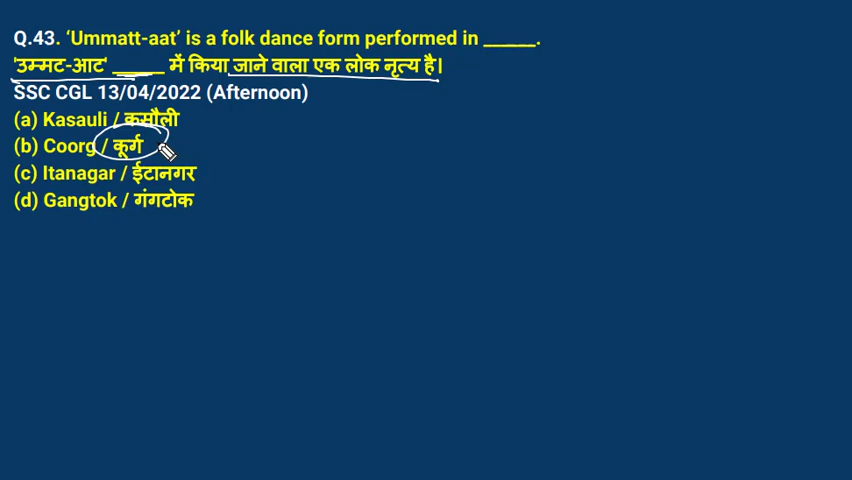 Q.43. ‘Ummatt-aat’ is a folk dance form performed in ______.
'उम्मट-आट' ______ में किया जाने वाला एक लोक नृत्य है।
SSC CGL 13/04/2022 (Afternoon)
(a) Kasauli / कसौली
(b) Coorg / कूर्ग
(c) Itanagar / ईटानगर
(d) Gangtok / गंगटोक